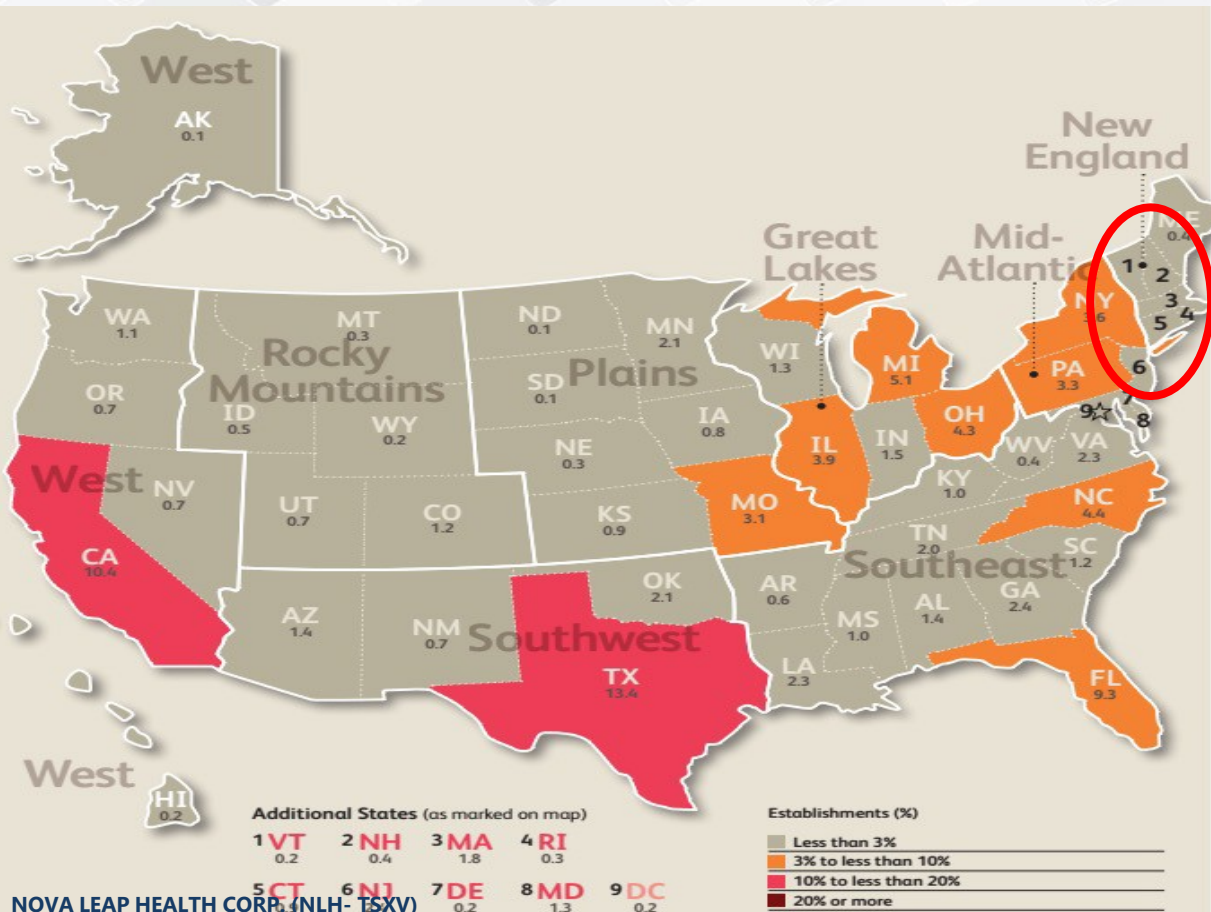 West
AK
0.1
New
England
Great
Lakes
Mid-
Atlantic
ME
0.4
1
2
3
4
5
6
7
8
9
WA
1.1
OR
0.7
MT
0.3
ID
0.5
WY
0.2
Rocky
Mountains
ND
0.1
SD
0.1
Plains
MN
2.1
WI
1.3
MI
5.1
NY
3.6
PA
3.3
OH
4.3
IL
3.9
IN
1.5
IA
0.8
NE
0.3
KS
0.9
MO
3.1
West
CA
10.4
NV
0.7
UT
0.7
CO
1.2
AZ
1.4
NM
0.7
Southwest
OK
2.1
TX
13.4
AR
0.6
LA
2.3
MS
1.0
AL
1.4
GA
2.4
Southeast
TN
2.0
KY
1.0
WV
0.4
VA
2.3
NC
4.4
SC
1.2
FL
9.3
West
HI
0.2
Additional States (as marked on map)
1 VT 2 NH 3 MA 4 RI
0.2 0.4 1.8 0.3
5 CT 6 NJ 7 DE 8 MD 9 DC
0.2 1.3 0.2
NOVA LEAP HEALTH CORP. (NLH- TSXV)
Establishments (%)
Less than 3%
3% to less than 10%
10% to less than 20%
20% or more